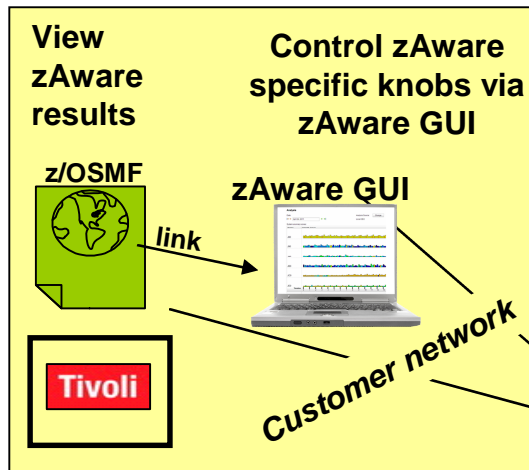 View
zAware
results
Control zAware
specific knobs via
zAware GUI
z/OSMF
zAware GUI
link
Customer network
Tivoli